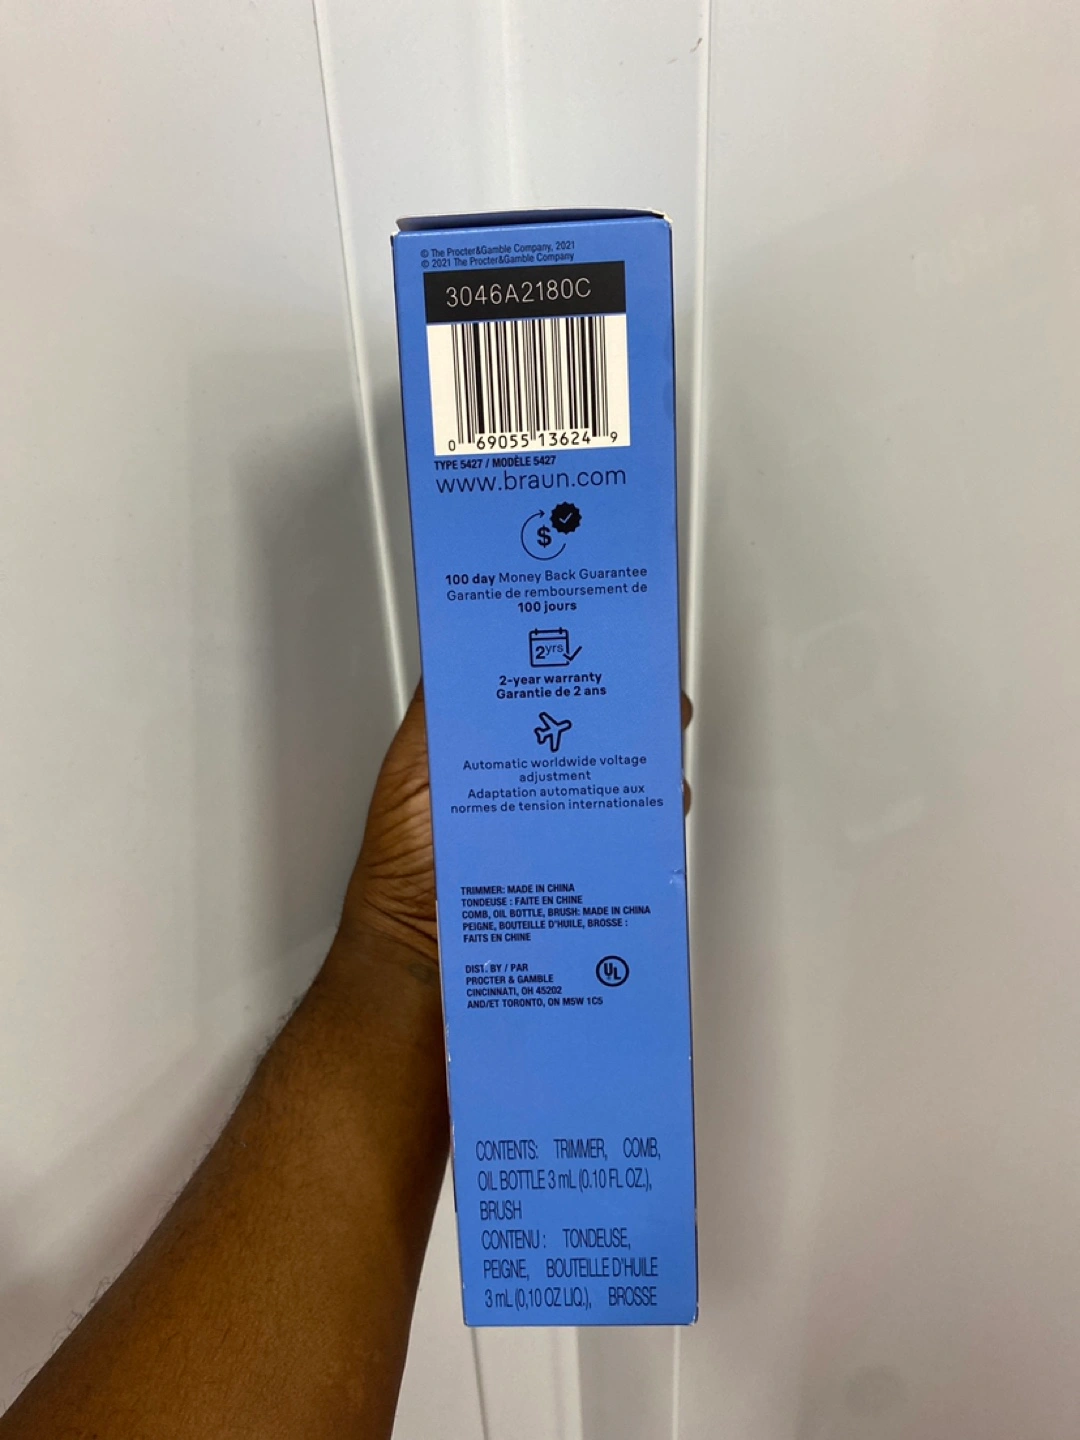 © The Procter&Gamble Company, 2021
© 2021 The Procter&Gamble Company
3046A2180C
0 69055 13624 9
TYPE 5427 / MODÈLE 5427
www.braun.com
$
100 day Money Back Guarantee
Garantie de remboursement de
100 jours
2yrs
2-year warranty
Garantie de 2 ans
Automatic worldwide voltage
adjustment
Adaptation automatique aux
normes de tension internationales
TRIMMER: MADE IN CHINA
TONDEUSE : FAITE EN CHINE
COMB, OIL BOTTLE, BRUSH: MADE IN CHINA
PEIGNE, BOUTEILLE D'HUILE, BROSSE :
FAITS EN CHINE
DIST. BY / PAR
PROCTER & GAMBLE
CINCINNATI, OH 45202
AND/ET TORONTO, ON M5W 1C5
UL
CONTENTS: TRIMMER, COMB,
OIL BOTTLE 3 mL (0.10 FL OZ.),
BRUSH
CONTENU : TONDEUSE,
PEIGNE, BOUTEILLE D'HUILE
3 mL (0,10 OZ LIQ.), BROSSE